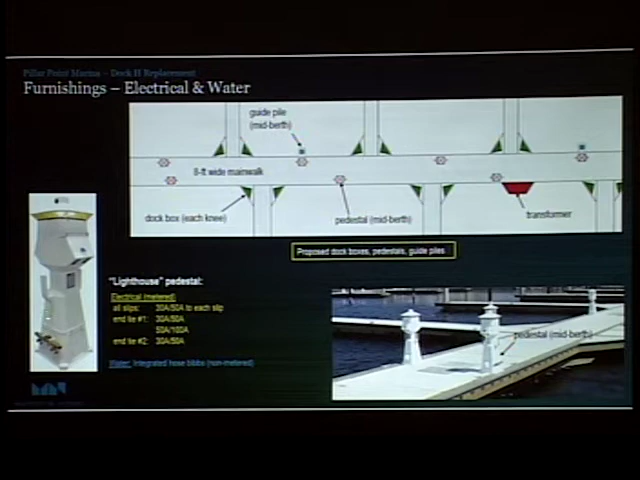 Pillar Point Marina – Dock H Replacement
Furnishings – Electrical & Water
guide pile
(mid-berth)
8-ft wide mainwalk
dock box (each knee)
pedestal (mid-berth)
transformer
Proposed dock boxes, pedestals, guide piles
"Lighthouse" pedestal:
Electrical (metered)
all slips: 30A/50A to each slip
end tie #1: 30A/50A
50A/100A
end tie #2: 30A/50A
Water: Integrated hose bibbs (non-metered)
pedestal (mid-berth)